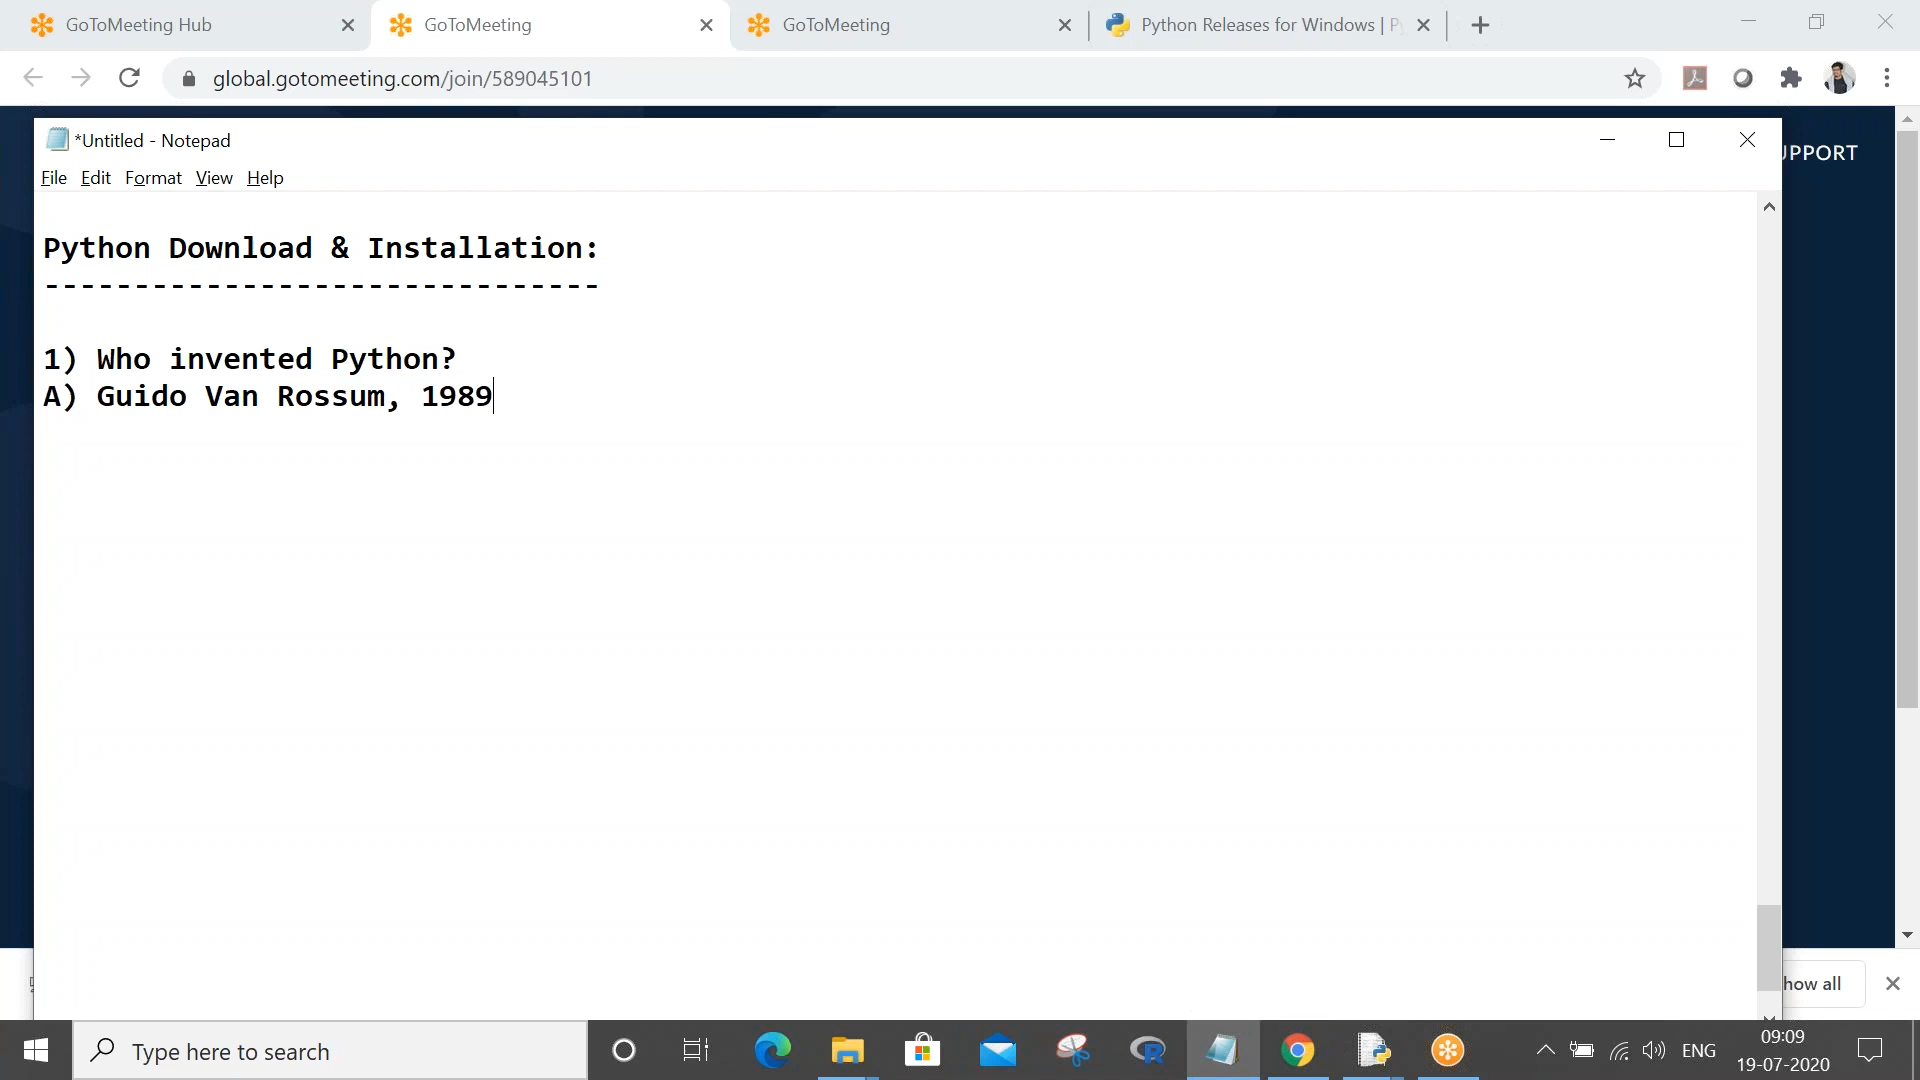 GoToMeeting Hub
GoToMeeting
GoToMeeting
Python Releases for Windows |
global.gotomeeting.com/join/589045101
*Untitled - Notepad
UPPORT
File Edit Format View Help
Python Download & Installation:
-------------------------------
1) Who invented Python?
A) Guido Van Rossum, 1989
how all
Type here to search
ENG
09:09
19-07-2020